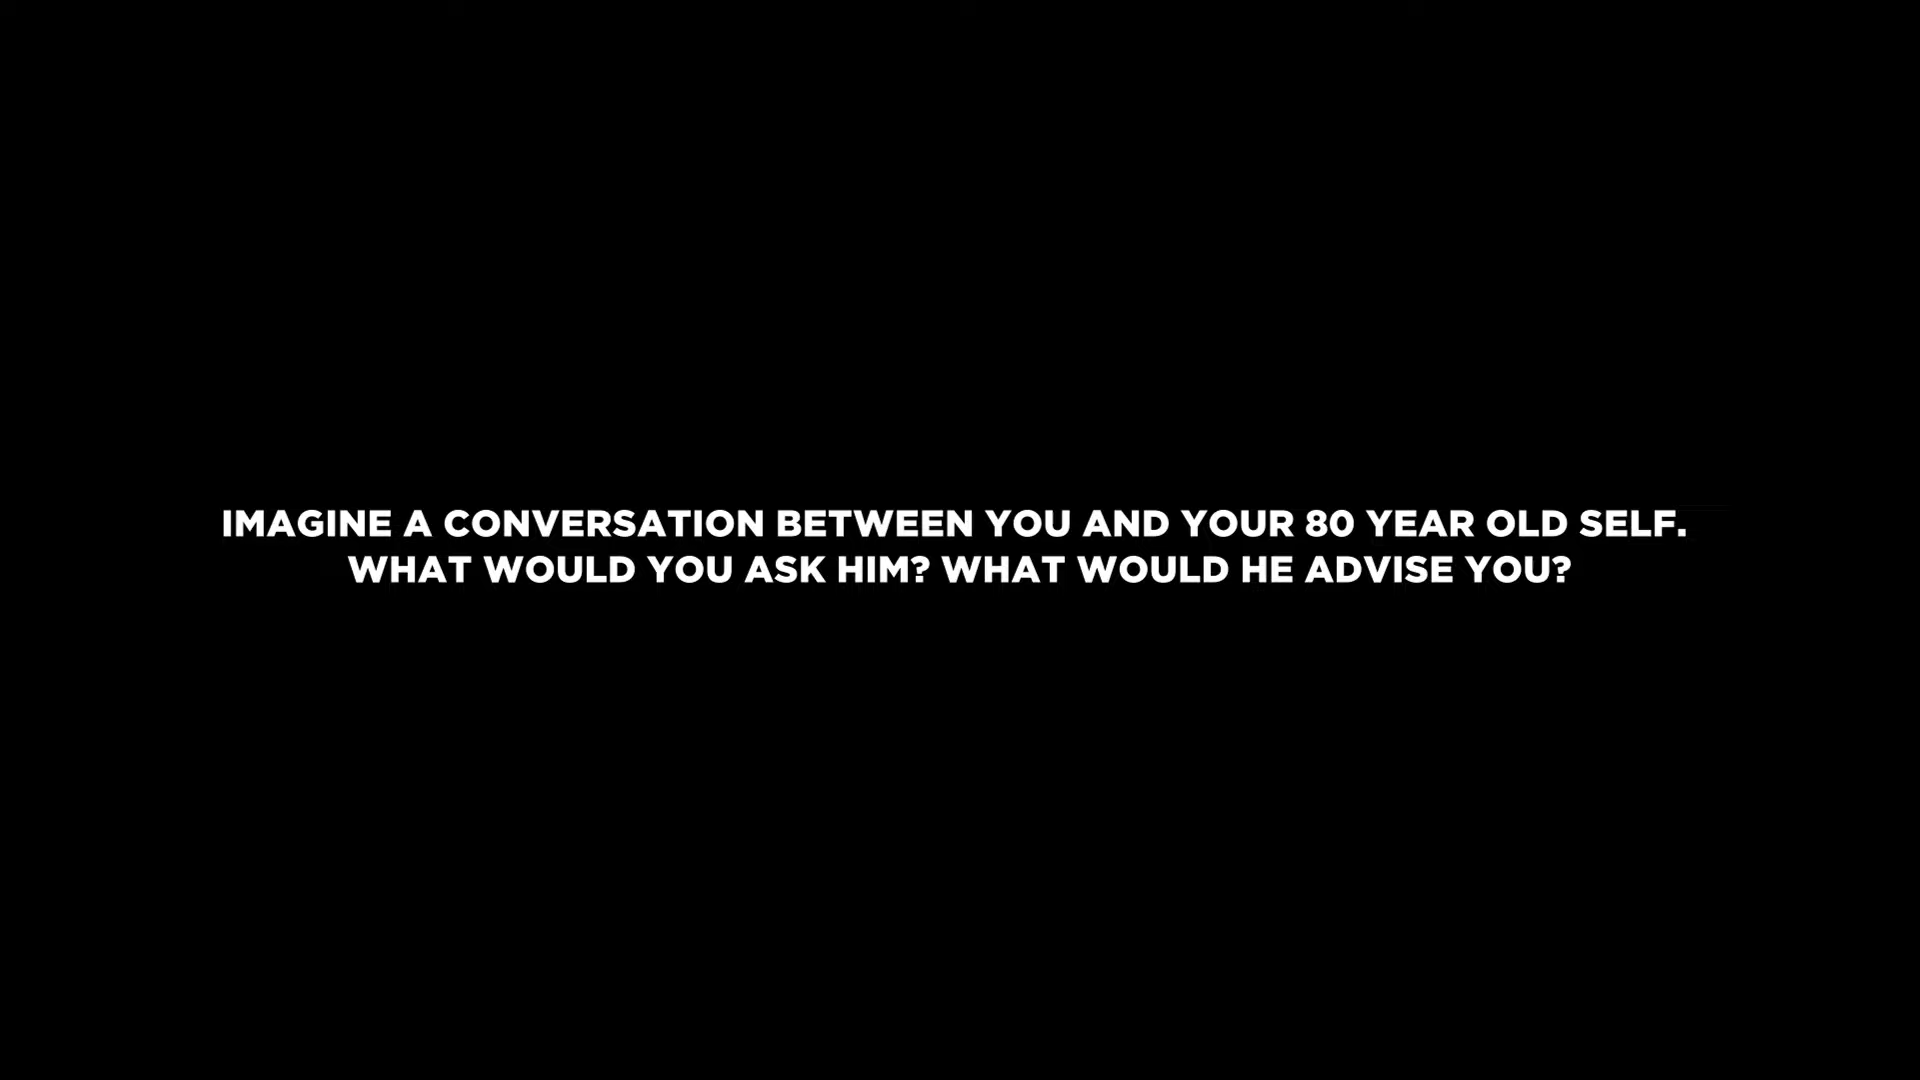 IMAGINE A CONVERSATION BETWEEN YOU AND YOUR 80 YEAR OLD SELF.
WHAT WOULD YOU ASK HIM? WHAT WOULD HE ADVISE YOU?